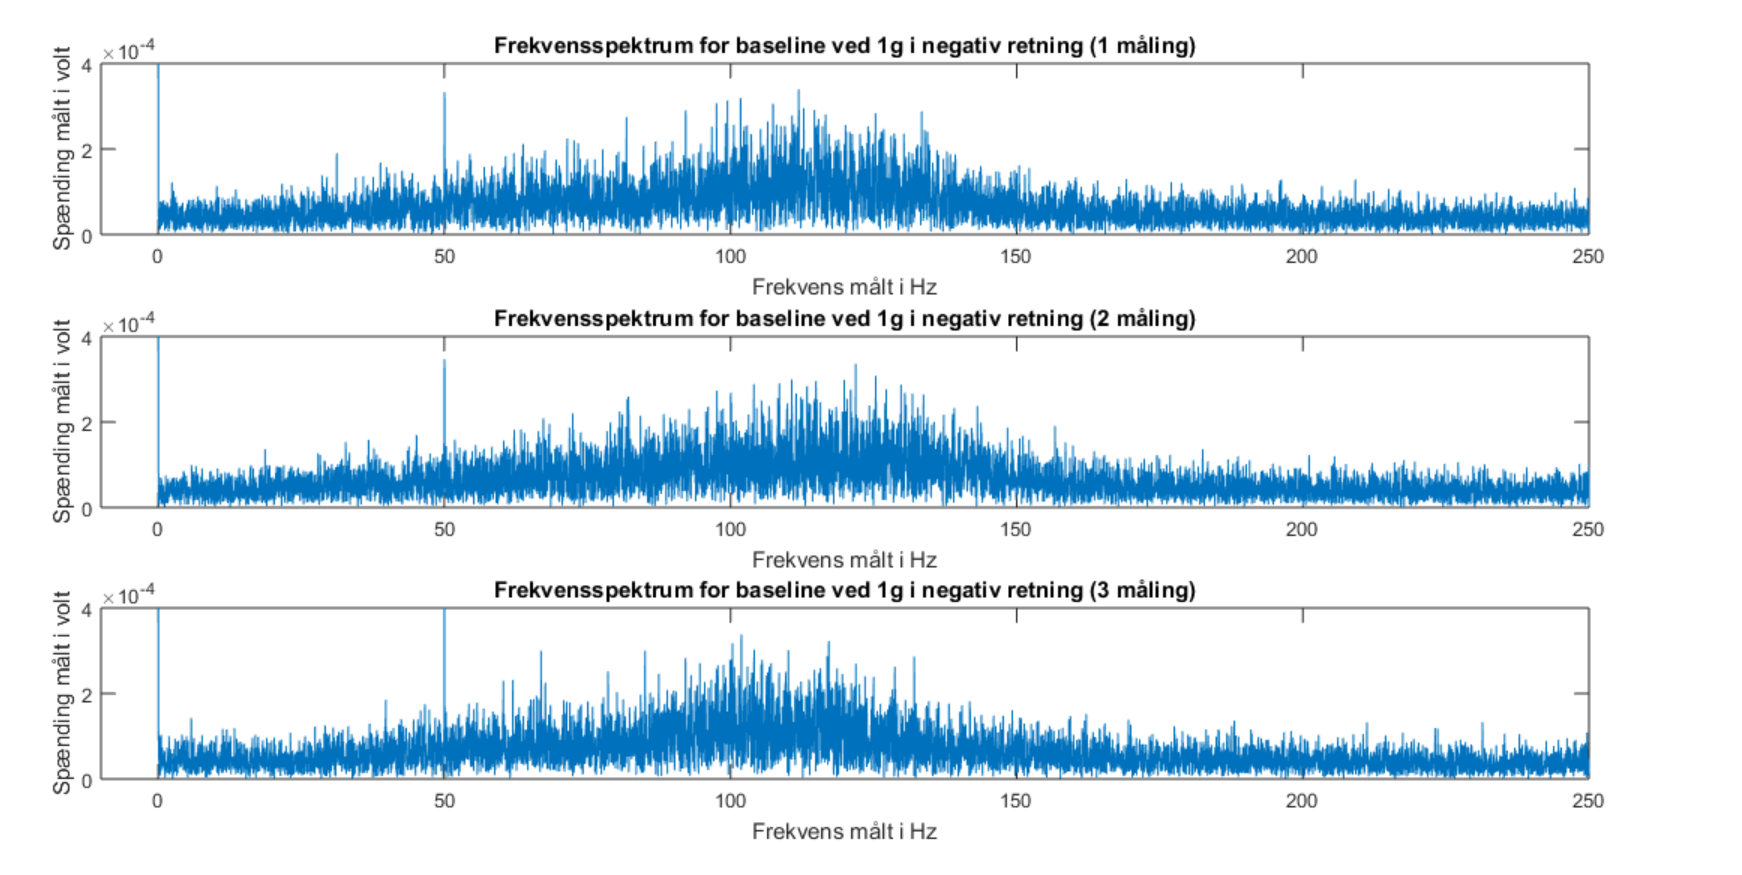 Frekvensspektrum for baseline ved 1g i negativ retning (1 måling)
×10-4
Spænding målt i volt
4
2
0
0 50 100 150 200 250
Frekvens målt i Hz
Frekvensspektrum for baseline ved 1g i negativ retning (2 måling)
×10-4
Spænding målt i volt
4
2
0
0 50 100 150 200 250
Frekvens målt i Hz
Frekvensspektrum for baseline ved 1g i negativ retning (3 måling)
×10-4
Spænding målt i volt
4
2
0
0 50 100 150 200 250
Frekvens målt i Hz